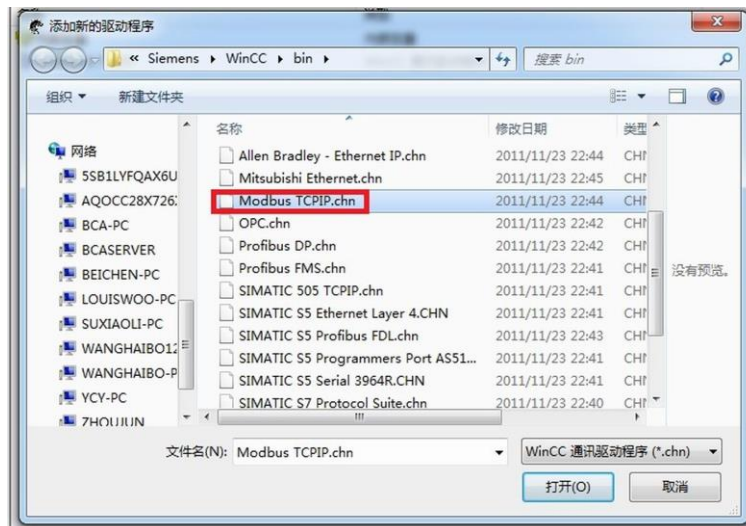 添加新的驱动程序
« Siemens ▸ WinCC ▸ bin ▸
搜索 bin
组织 ▼ 新建文件夹
名称 修改日期 类型
网络
5SB1LYFQAX6U
AQOCC28X726
BCA-PC
BCASERVER
BEICHEN-PC
LOUISWOO-PC
SUXIAOLI-PC
WANGHAIBO12
WANGHAIBO-P
YCY-PC
ZHOUJUN
Allen Bradley - Ethernet IP.chn 2011/11/23 22:44 CHN
Mitsubishi Ethernet.chn 2011/11/23 22:45 CHN
Modbus TCPIP.chn 2011/11/23 22:44 CHN
OPC.chn 2011/11/23 22:42 CHN
Profibus DP.chn 2011/11/23 22:42 CHN
Profibus FMS.chn 2011/11/23 22:41 CHN
SIMATIC 505 TCPIP.chn 2011/11/23 22:41 CHN
SIMATIC S5 Ethernet Layer 4.CHN 2011/11/23 22:41 CHN
SIMATIC S5 Profibus FDL.chn 2011/11/23 22:43 CHN
SIMATIC S5 Programmers Port AS51... 2011/11/23 22:41 CHN
SIMATIC S5 Serial 3964R.CHN 2011/11/23 22:41 CHN
SIMATIC S7 Protocol Suite.chn 2011/11/23 22:40 CHN
没有预览。
文件名(N): Modbus TCPIP.chn
WinCC 通讯驱动程序 (*.chn)
打开(O) 取消